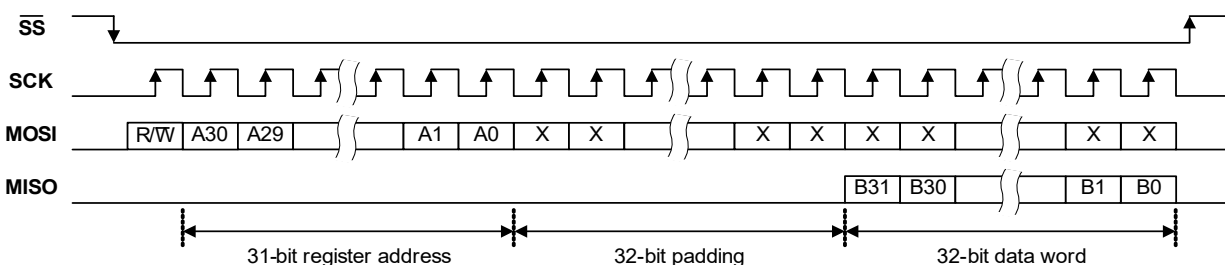 SS
SCK
MOSI R/W A30 A29 A1 A0 X X X X X X X X
MISO B31 B30 B1 B0
31-bit register address 32-bit padding 32-bit data word